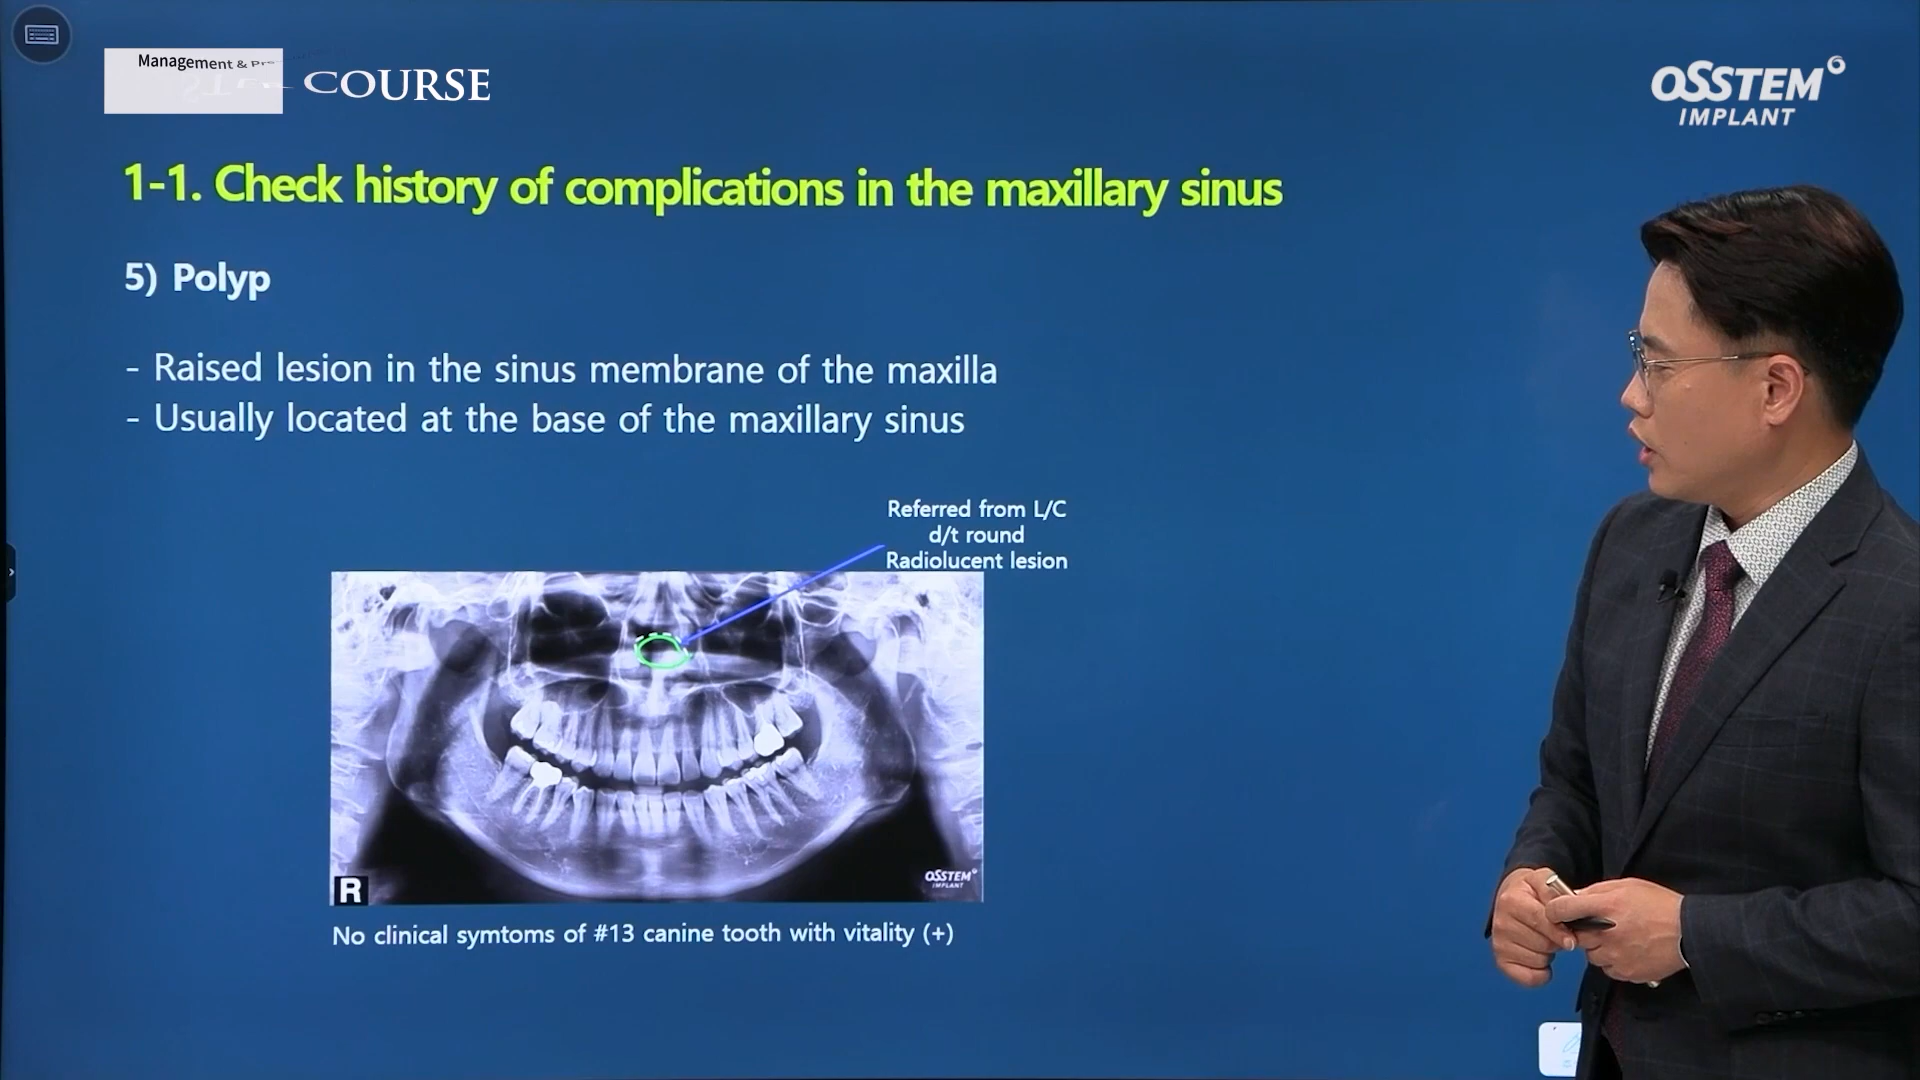 Management &
COURSE
OSSTEM
IMPLANT
1-1. Check history of complications in the maxillary sinus
5) Polyp
- Raised lesion in the sinus membrane of the maxilla
- Usually located at the base of the maxillary sinus
Referred from L/C
d/t round
Radiolucent lesion
R
OSSTEM
IMPLANT
No clinical symtoms of #13 canine tooth with vitality (+)